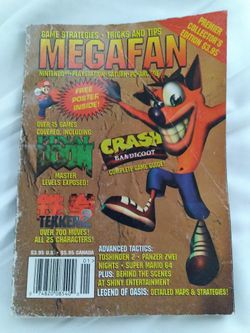 GAME STRATEGIES • TRICKS AND TIPS
MEGAFAN
PREMIER
COLLECTOR'S
EDITION $3.95
FREE
POSTER
INSIDE!
COVERED, INCLUDING
FINAL
DOOM
MASTER
LEVELS EXPOSED!
CRASH
BANDICOOT
COMPLETE GAME GUIDE!
TEKKEN 2
OVER 700 MOVES!
ALL 25 CHARACTERS!
$3.95 U.S. $5.95 CANADA
ADVANCED TACTICS:
TOSHINDEN 2 • PANZER ZWEI
NIGHTS • SUPER MARIO 64
PLUS: BEHIND THE SCENES
AT SHINY ENTERTAINMENT
LEGEND OF OASIS: DETAILED MAPS & STRATEGIES!